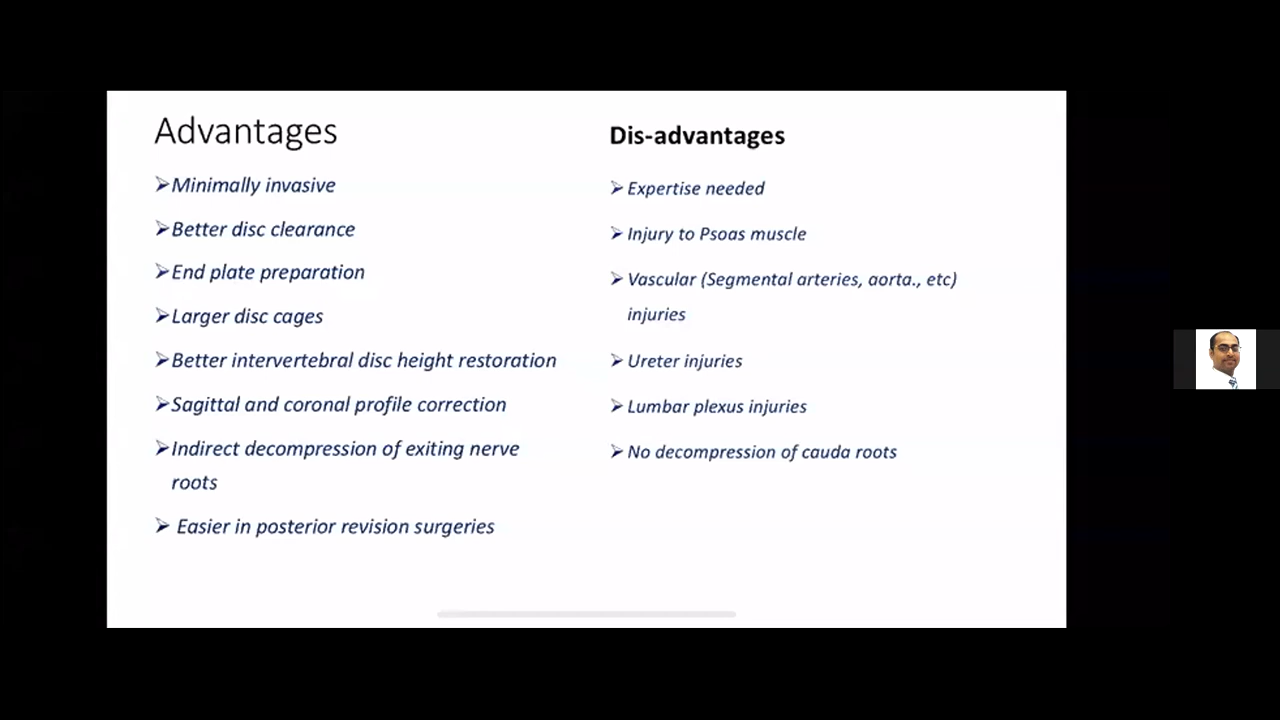 Advantages
➢Minimally invasive
➢Better disc clearance
➢End plate preparation
➢Larger disc cages
➢Better intervertebral disc height restoration
➢Sagittal and coronal profile correction
➢Indirect decompression of exiting nerve
roots
➢ Easier in posterior revision surgeries
Dis-advantages
➢ Expertise needed
➢ Injury to Psoas muscle
➢ Vascular (Segmental arteries, aorta., etc)
injuries
➢ Ureter injuries
➢ Lumbar plexus injuries
➢ No decompression of cauda roots